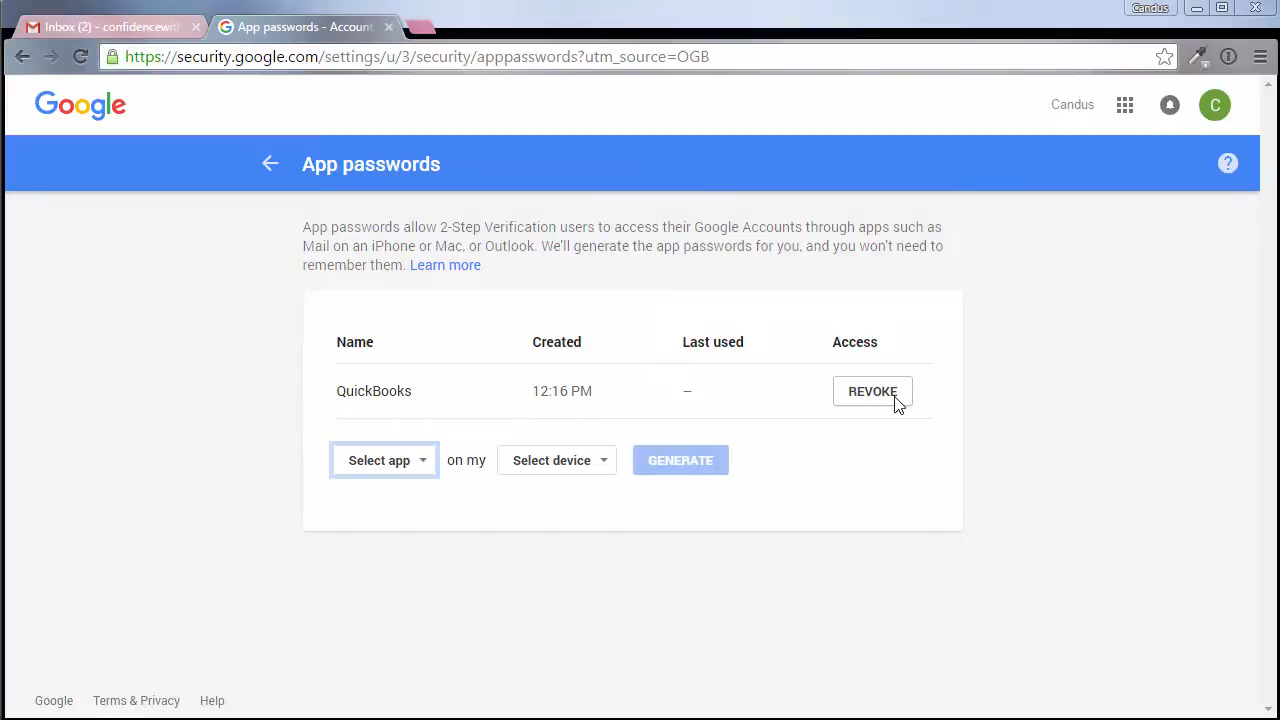 Candus
Inbox (2) - confidencewit
App passwords - Account
https://security.google.com/settings/u/3/security/apppasswords?utm_source=OGB
Google
Candus
C
App passwords
?
App passwords allow 2-Step Verification users to access their Google Accounts through apps such as
Mail on an iPhone or Mac, or Outlook. We'll generate the app passwords for you, and you won't need to
remember them. Learn more
Name Created Last used Access
QuickBooks 12:16 PM – REVOKE
Select app on my Select device GENERATE
Google Terms & Privacy Help